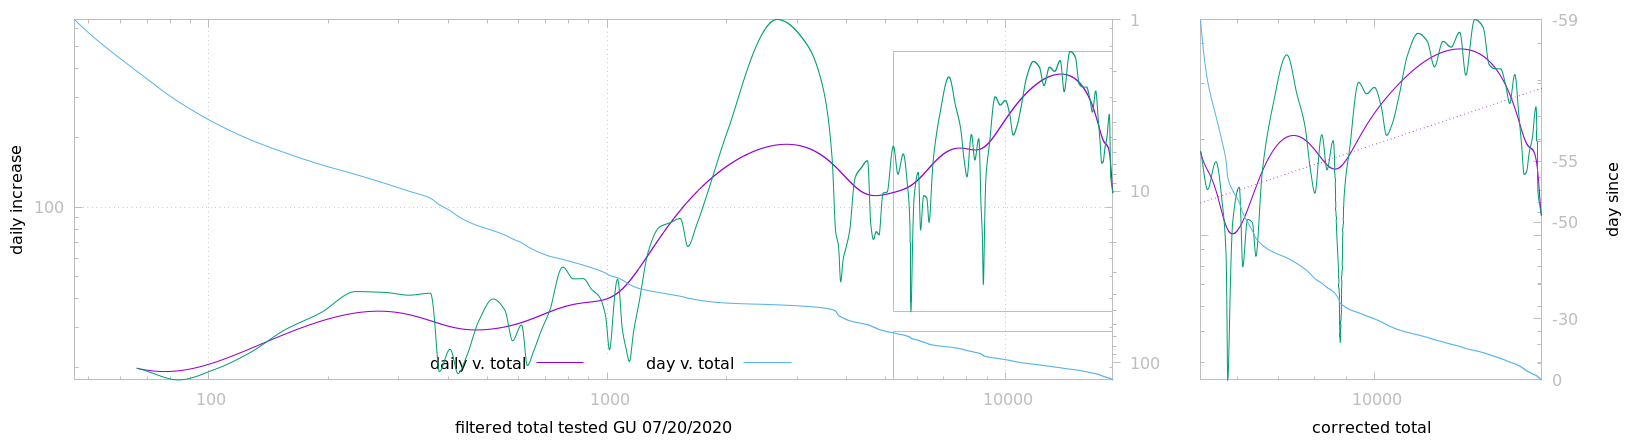 daily increase
100
100
1000
10000
filtered total tested GU 07/20/2020
daily v. total
day v. total
1
10
100
10000
corrected total
-59
-55
-50
-30
0
day since